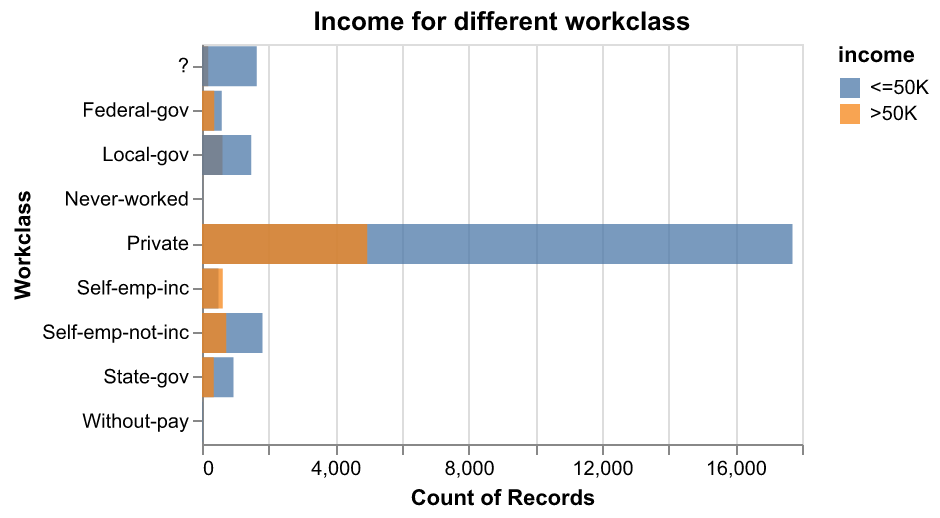 Income for different workclass
income
<=50K
>50K
Workclass
?
Federal-gov
Local-gov
Never-worked
Private
Self-emp-inc
Self-emp-not-inc
State-gov
Without-pay
0 4,000 8,000 12,000 16,000
Count of Records